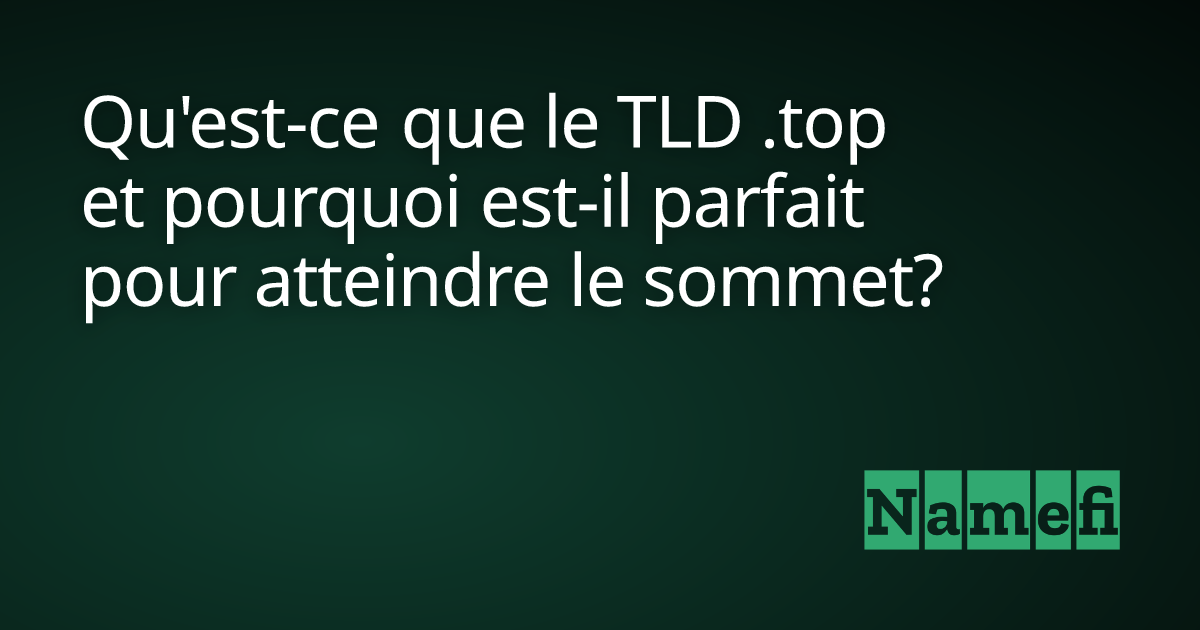 Qu'est-ce que le TLD .top
et pourquoi est-il parfait
pour atteindre le sommet?
Namefi